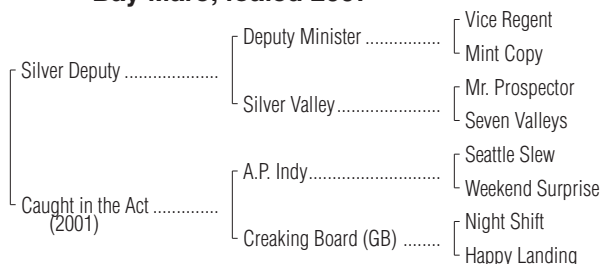 Bay Mare; foaled
Vice Regent
Deputy Minister ..................
Mint Copy
Silver Deputy ......................
Mr. Prospector
Silver Valley ........................
Seven Valleys
Seattle Slew
A.P. Indy ...............................
Weekend Surprise
Caught in the Act ...............
(2001)
Night Shift
Creaking Board (GB) ........
Happy Landing